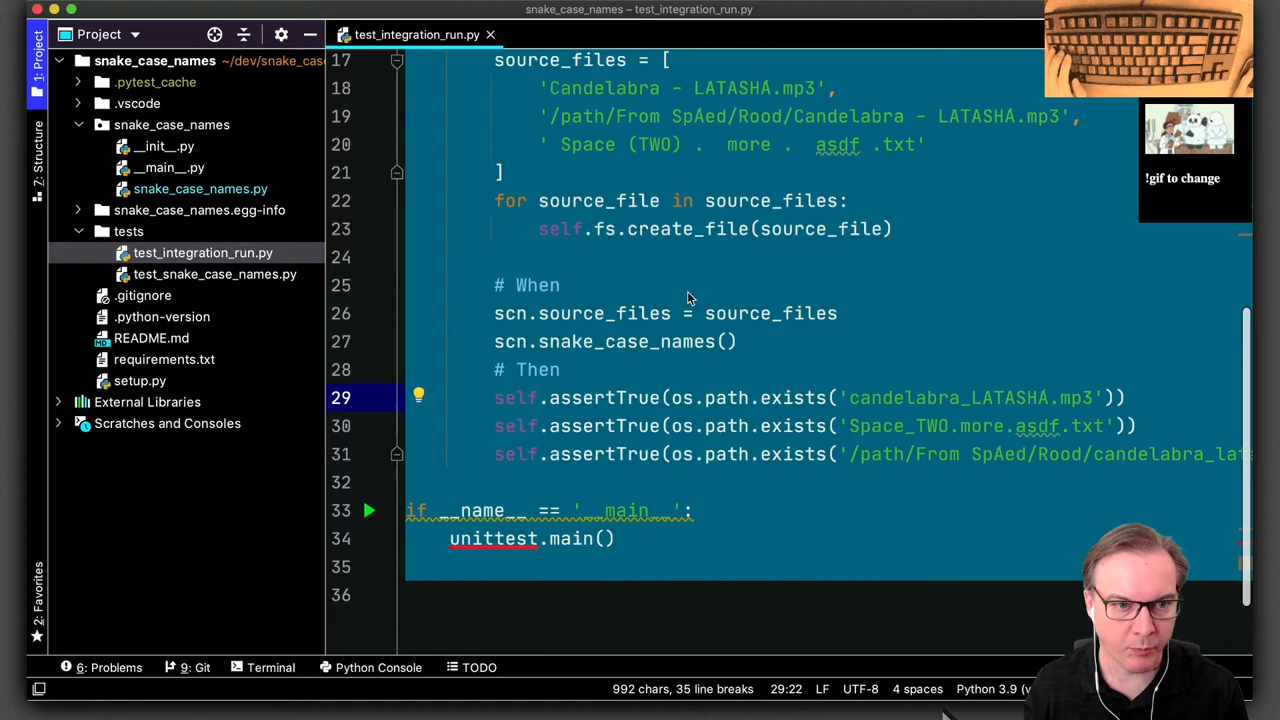 snake_case_names – test_integration_run.py
Project
test_integration_run.py
1: Project
7: Structure
2: Favorites
snake_case_names ~/dev/snake_cas
.pytest_cache
.vscode
snake_case_names
__init__.py
__main__.py
snake_case_names.py
snake_case_names.egg-info
tests
test_integration_run.py
test_snake_case_names.py
.gitignore
.python-version
README.md
requirements.txt
setup.py
External Libraries
Scratches and Consoles
17 source_files = [
18 'Candelabra - LATASHÁ.mp3',
19 '/path/From SpÁed/Rood/Candelabra - LATASHÁ.mp3',
20 ' Space (TWO) .  more .  asdf .txt'
21 ]
22 for source_file in source_files:
23 self.fs.create_file(source_file)
24
25 # When
26 scn.source_files = source_files
27 scn.snake_case_names()
28 # Then
29 self.assertTrue(os.path.exists('candelabra_LATASHÁ.mp3'))
30 self.assertTrue(os.path.exists('Space_TWO.more.asdf.txt'))
31 self.assertTrue(os.path.exists('/path/From SpÁed/Rood/candelabra_lat
32
33 if __name__ == '__main__':
34 unittest.main()
35
36
!gif to change
6: Problems
9: Git
Terminal
Python Console
TODO
992 chars, 35 line breaks
29:22
LF
UTF-8
4 spaces
Python 3.9